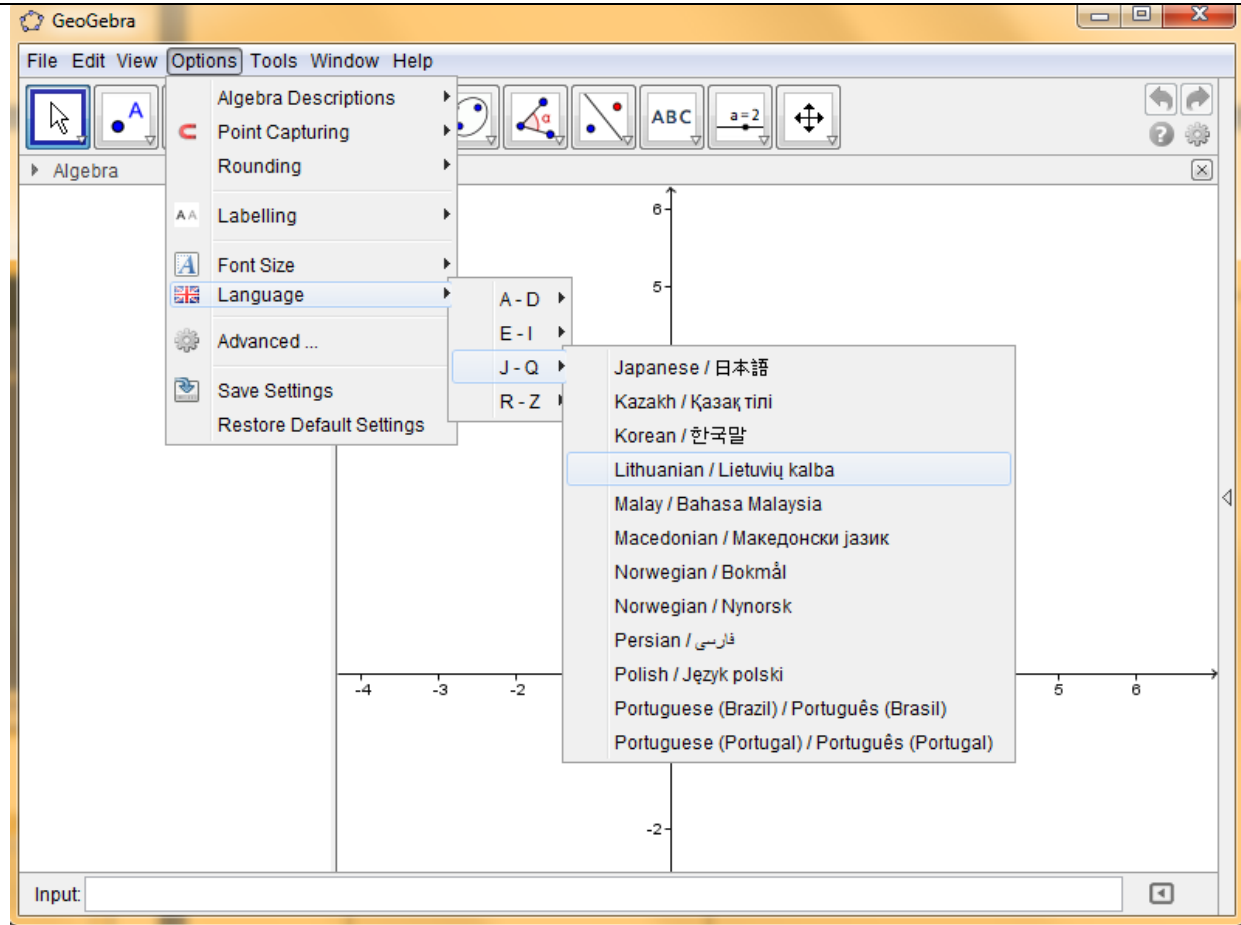 GeoGebra
File Edit View Options Tools Window Help
A ABC a=2
α
Algebra
Algebra Descriptions
Point Capturing
Rounding
AA Labelling
A Font Size
Language
Advanced ...
Save Settings
Restore Default Settings
A - D
E - I
J - Q
R - Z
Japanese / 日本語
Kazakh / Қазақ тілі
Korean / 한국말
Lithuanian / Lietuvių kalba
Malay / Bahasa Malaysia
Macedonian / Македонски јазик
Norwegian / Bokmål
Norwegian / Nynorsk
Persian / فارسی
Polish / Język polski
Portuguese (Brazil) / Português (Brasil)
Portuguese (Portugal) / Português (Portugal)
6
5
-4 -3 -2 5 6
-2
Input: